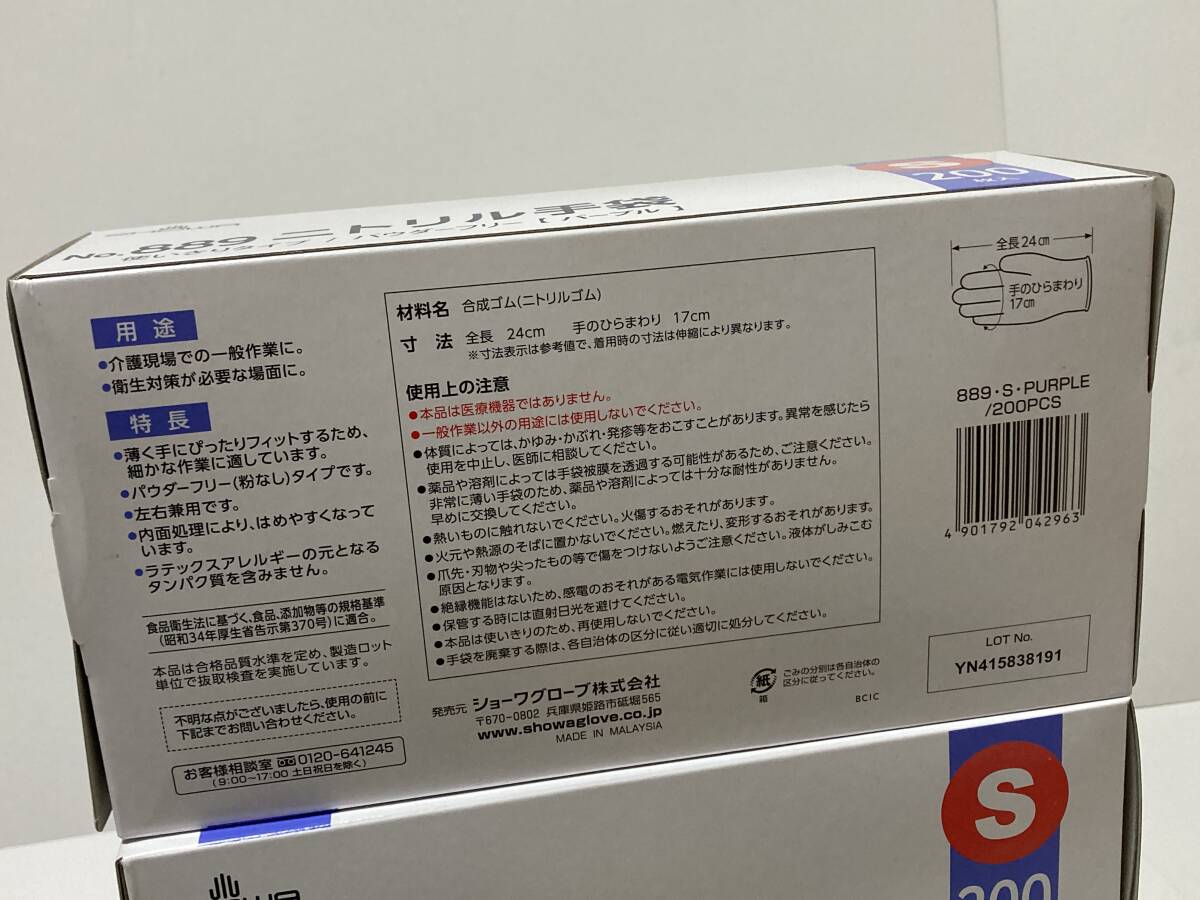 No. 889 ニトリル手袋
使いきりタイプ / パウダーフリー【パープル】
S
200
枚入
用途
●介護現場での一般作業に。
●衛生対策が必要な場面に。
特長
●薄く手にぴったりフィットするため、
細かな作業に適しています。
●パウダーフリー(粉なし)タイプです。
●左右兼用です。
●内面処理により、はめやすくなって
います。
●ラテックスアレルギーの元となる
タンパク質を含みません。
食品衛生法に基づく、食品、添加物等の規格基準
(昭和34年厚生省告示第370号)に適合。
本品は合格品質水準を定め、製造ロット
単位で抜取検査を実施しています。
不明な点がございましたら、使用の前に
下記までお問い合わせください。
お客様相談室 0120-641245
(9:00~17:00 土日祝日を除く)
材料名 合成ゴム(ニトリルゴム)
寸法 全長 24cm 手のひらまわり 17cm
※寸法表示は参考値で、着用時の寸法は伸縮により異なります。
使用上の注意
●本品は医療機器ではありません。
●一般作業以外の用途には使用しないでください。
●体質によっては、かゆみ・かぶれ・発疹等をおこすことがあります。異常を感じたら
使用を中止し、医師に相談してください。
●薬品や溶剤によっては手袋被膜を透過する可能性があるため、ご注意ください。
非常に薄い手袋のため、薬品や溶剤によっては十分な耐性がありません。
早めに交換してください。
●熱いものに触れないでください。火傷するおそれがあります。
●火元や熱源のそばに置かないでください。燃えたり、変形するおそれがあります。
●爪先・刃物や尖ったもの等で傷をつけないようご注意ください。液体がしみこむ
原因となります。
●絶縁機能はないため、感電のおそれがある電気作業には使用しないでください。
●保管する時には直射日光を避けてください。
●本品は使いきりのため、再使用しないでください。
●手袋を廃棄する際は、各自治体の区分に従い適切に処分してください。
発売元 ショーワグローブ株式会社
〒670-0802 兵庫県姫路市砥堀565
www.showaglove.co.jp
MADE IN MALAYSIA
紙
箱
ごみの分別は各自治体の
区分に従ってください。
BCIC
全長24cm
手のひらまわり
17cm
889・S・PURPLE
/200PCS
4 901792 042963
LOT No.
YN415838191
S
200